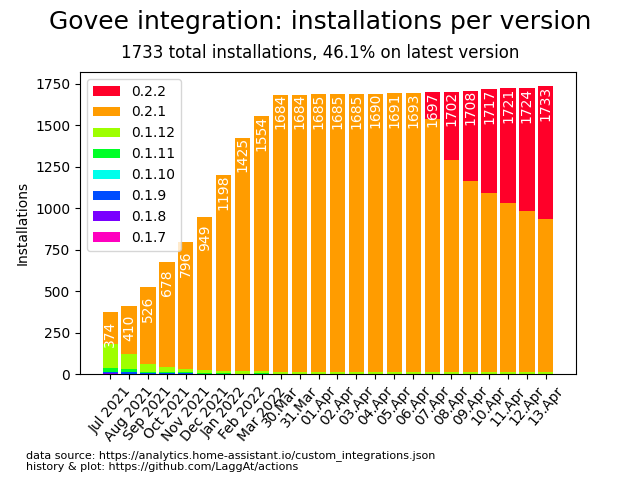 Govee integration: installations per version
1733 total installations, 46.1% on latest version
Installations
1750
1500
1250
1000
750
500
250
0
0.2.2
0.2.1
0.1.12
0.1.11
0.1.10
0.1.9
0.1.8
0.1.7
374
410
526
678
796
949
1198
1425
1554
1684
1684
1685
1685
1685
1690
1691
1693
1697
1702
1708
1717
1721
1724
1733
Jul 2021
Aug 2021
Sep 2021
Oct 2021
Nov 2021
Dec 2021
Jan 2022
Feb 2022
Mar 2022
30.Mar
31.Mar
01.Apr
02.Apr
03.Apr
04.Apr
05.Apr
06.Apr
07.Apr
08.Apr
09.Apr
10.Apr
11.Apr
12.Apr
13.Apr
data source: https://analytics.home-assistant.io/custom_integrations.json
history & plot: https://github.com/LaggAt/actions